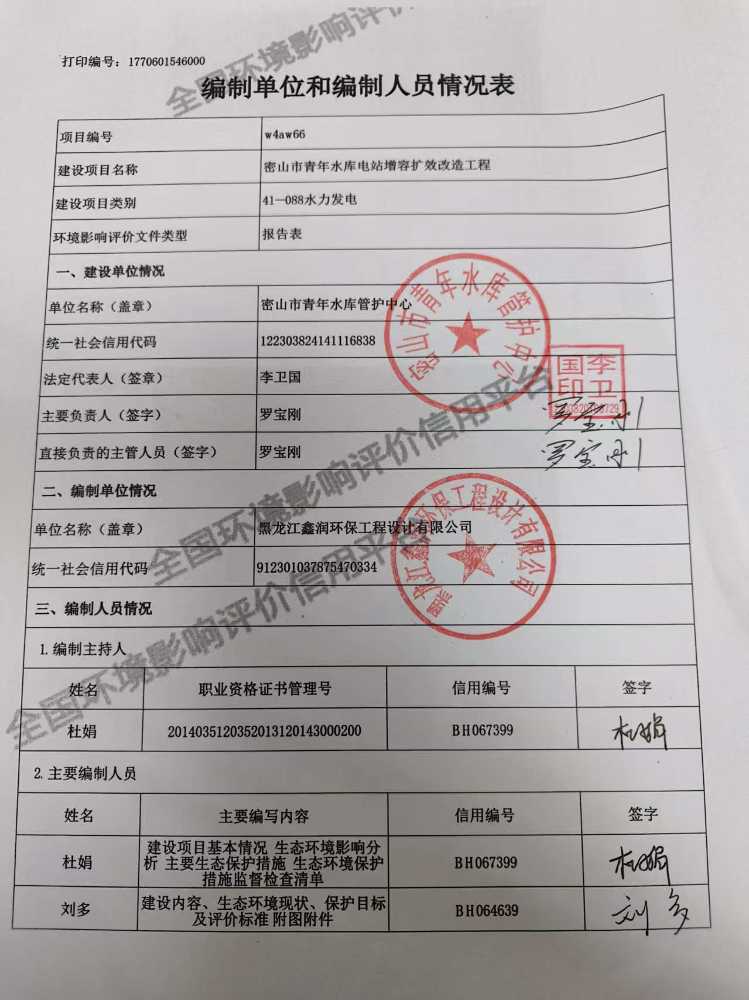 全国环境影响评价
打印编号：1770601546000
编制单位和编制人员情况表
项目编号 w4aw66
建设项目名称 密山市青年水库电站增容扩效改造工程
建设项目类别 41—088水力发电
环境影响评价文件类型 报告表
一、建设单位情况
单位名称（盖章） 密山市青年水库管护中心
统一社会信用代码 122303824141116838
法定代表人（签章） 李卫国
主要负责人（签字） 罗宝刚 罗宝刚
直接负责的主管人员（签字） 罗宝刚 罗宝刚
密山市青年水库管护中心
李卫国印
二、编制单位情况
单位名称（盖章） 黑龙江鑫润环保工程设计有限公司
统一社会信用代码 912301037875470334
黑龙江鑫润环保工程设计有限公司
全国环境影响评价信用平台
三、编制人员情况
1. 编制主持人
姓名 职业资格证书管理号 信用编号 签字
杜娟 2014035120352013120143000200 BH067399 杜娟
全国环境影响评价信用平台
2. 主要编制人员
姓名 主要编写内容 信用编号 签字
杜娟 建设项目基本情况 生态环境影响分
析 主要生态保护措施 生态环境保护
措施监督检查清单 BH067399 杜娟
刘多 建设内容、生态环境现状、保护目标
及评价标准 附图附件 BH064639 刘多